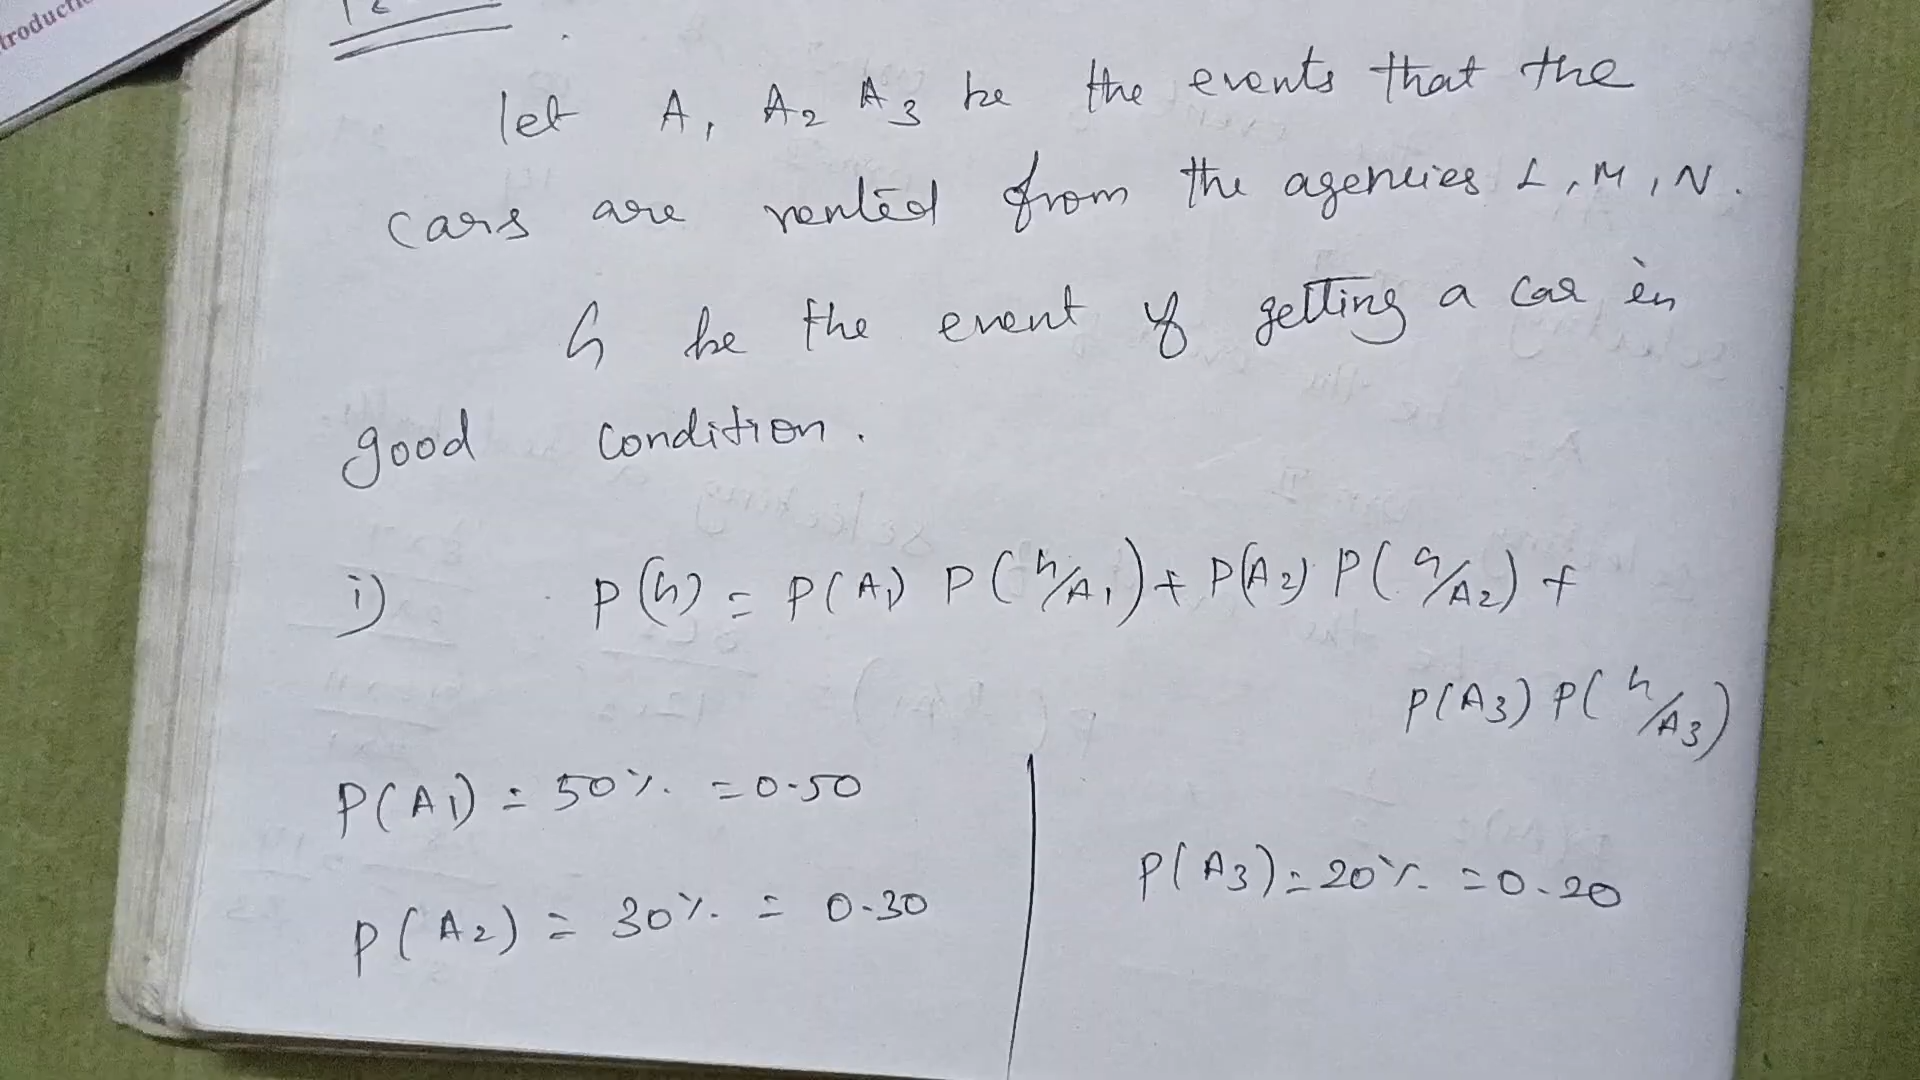 let A1 A2 A3 be the events that the
cars are rented from the agencies L, M, N.
G be the event of getting a car in
good condition.
i) P(G) = P(A1) P(G/A1) + P(A2) P(G/A2) +
P(A3) P(G/A3)
P(A1) = 50% = 0.50
P(A2) = 30% = 0.30
P(A3) = 20% = 0.20